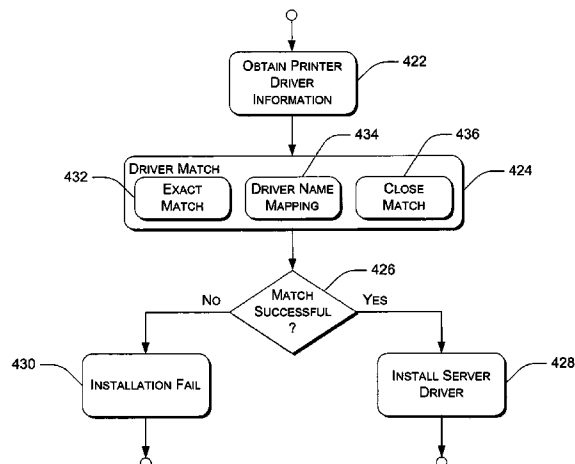 OBTAIN PRINTER
DRIVER
INFORMATION
422
434
436
432
DRIVER MATCH
424
EXACT
MATCH
DRIVER NAME
MAPPING
CLOSE
MATCH
426
NO
MATCH
SUCCESSFUL
?
YES
430
INSTALLATION FAIL
INSTALL SERVER
DRIVER
428